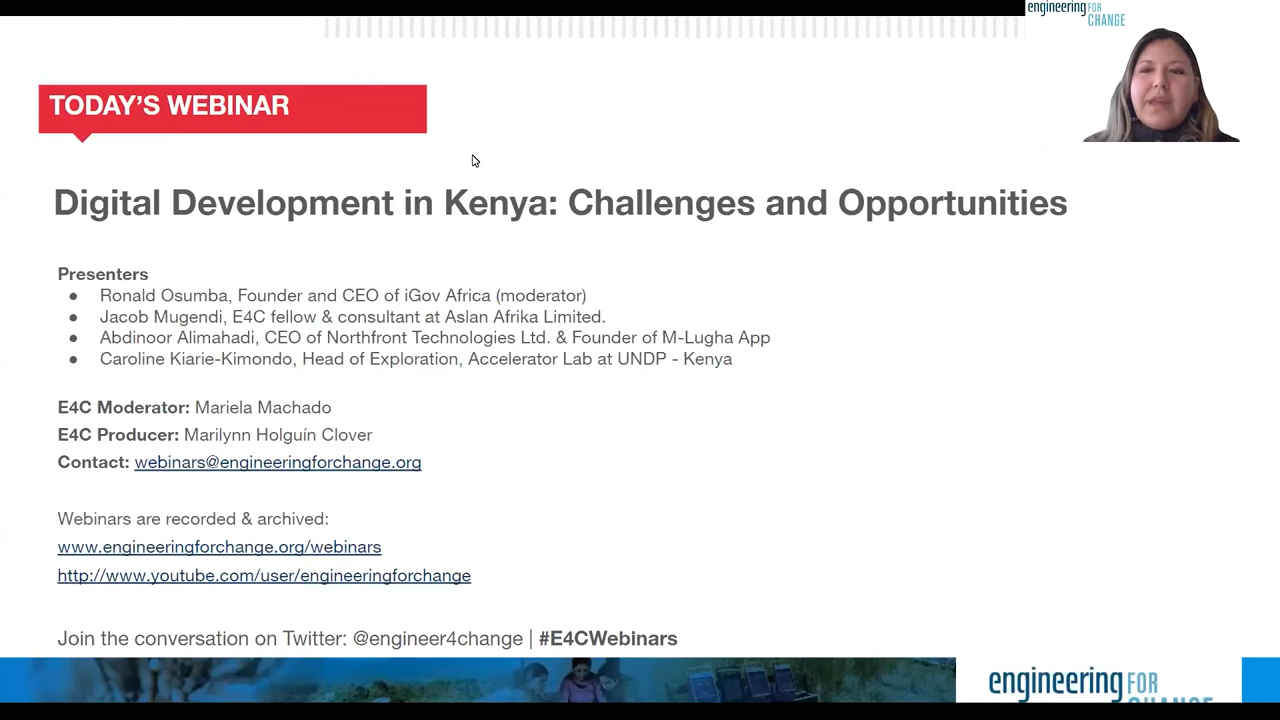 engineering FOR
CHANGE
TODAY'S WEBINAR
Digital Development in Kenya: Challenges and Opportunities
Presenters
● Ronald Osumba, Founder and CEO of iGov Africa (moderator)
● Jacob Mugendi, E4C fellow & consultant at Aslan Afrika Limited.
● Abdinoor Alimahadi, CEO of Northfront Technologies Ltd. & Founder of M-Lugha App
● Caroline Kiarie-Kimondo, Head of Exploration, Accelerator Lab at UNDP - Kenya
E4C Moderator: Mariela Machado
E4C Producer: Marilynn Holguín Clover
Contact: webinars@engineeringforchange.org
Webinars are recorded & archived:
www.engineeringforchange.org/webinars
http://www.youtube.com/user/engineeringforchange
Join the conversation on Twitter: @engineer4change | #E4CWebinars
engineering FOR
CHANGE